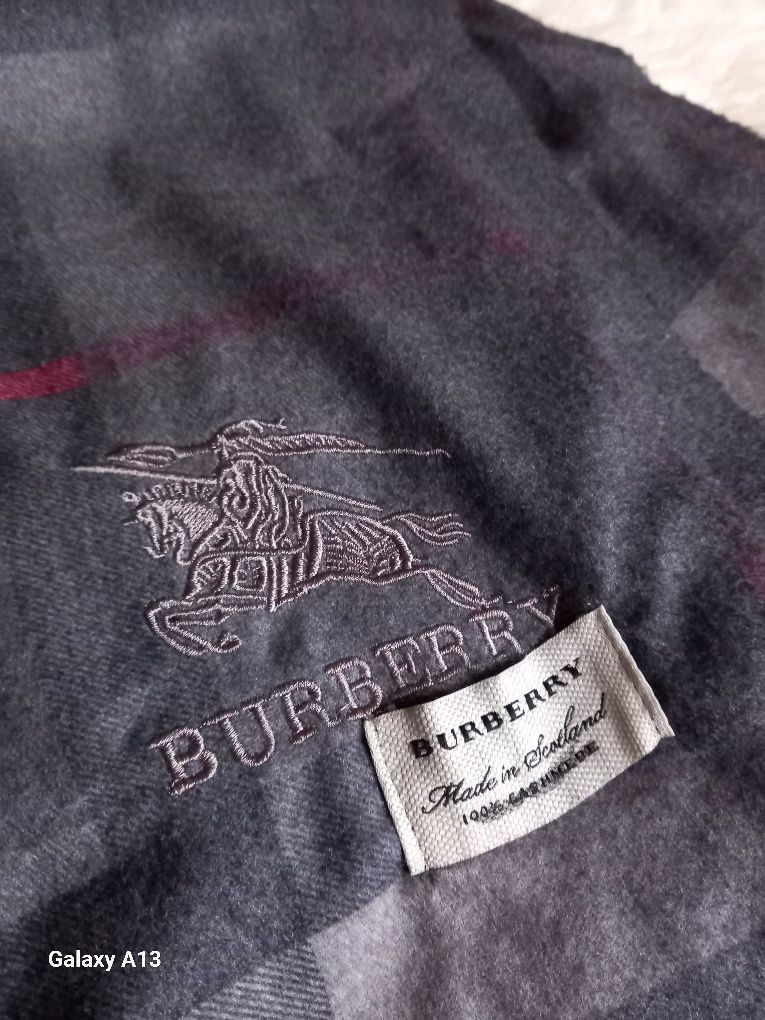 BURBERRY
BURBERRY
Made in Scotland
100% CASHMERE
Galaxy A13